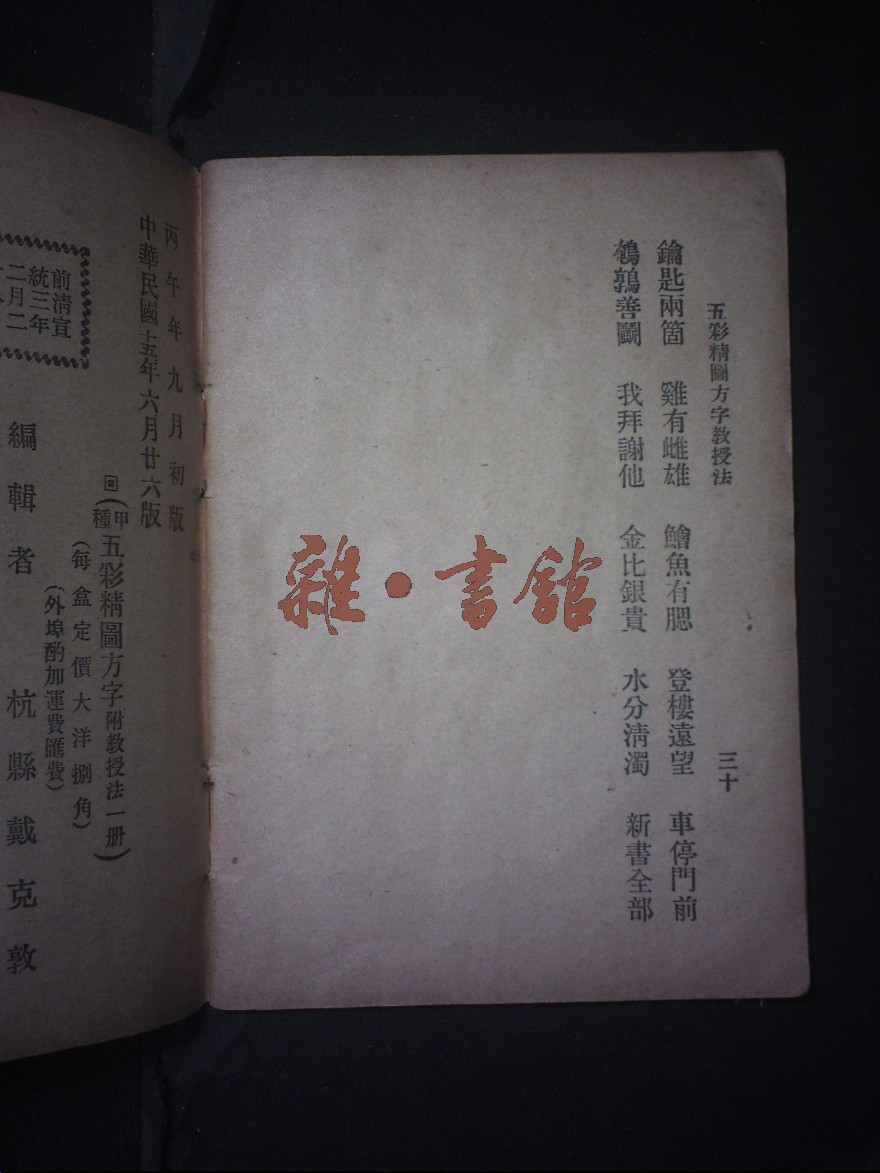 五彩精圖方字教授法
三十
鑰匙兩箇 雞有雌雄 鱠魚有腮 登樓遠望 車停門前
鵪鶉善鬭 我拜謝他 金比銀貴 水分淸濁 新書全部
雜·書館
丙午年九月初版
中華民國十五年六月廿六版
(甲種五彩精圖方字附教授法一册)
(每盒定價大洋捌角)
(外埠酌加運費匯費)
編輯者 杭縣戴克敦
前淸宣
統三年
二月二